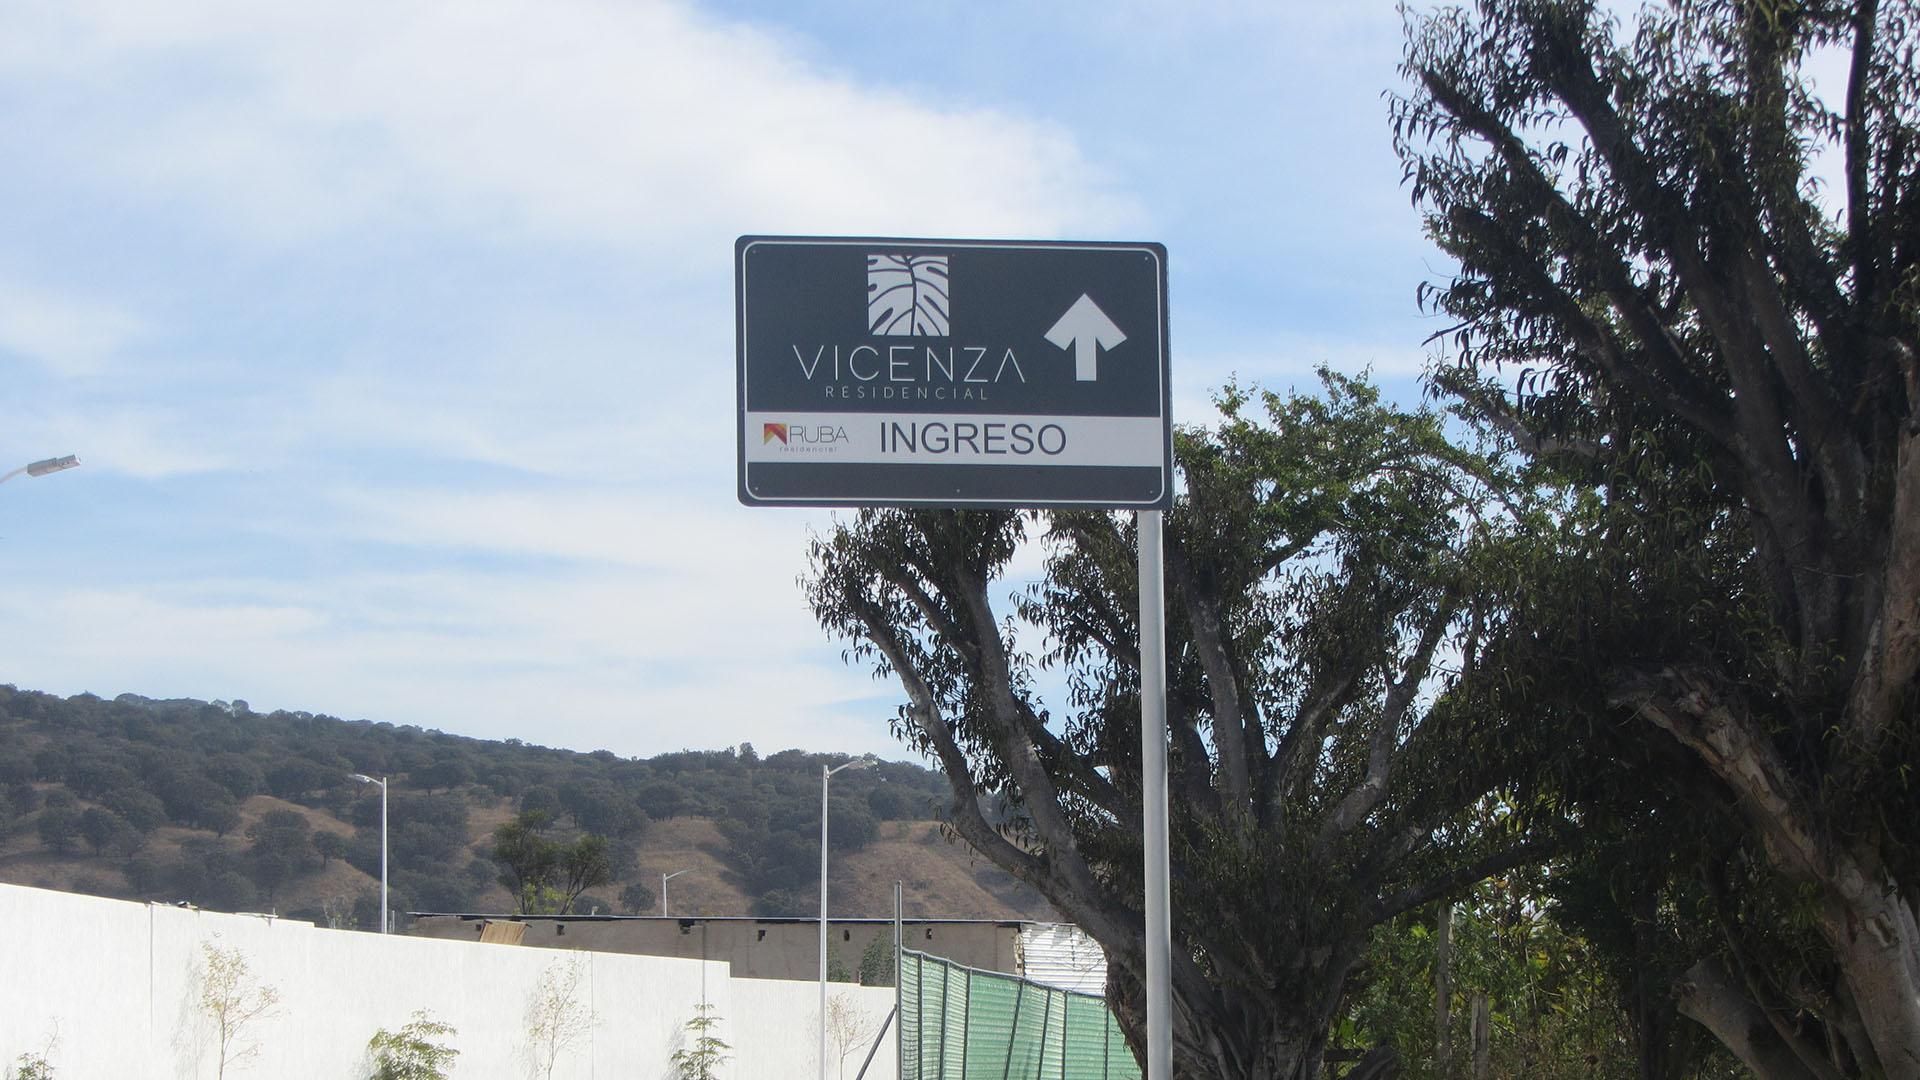 VICENZA
RESIDENCIAL
RUBA
residencial
INGRESO